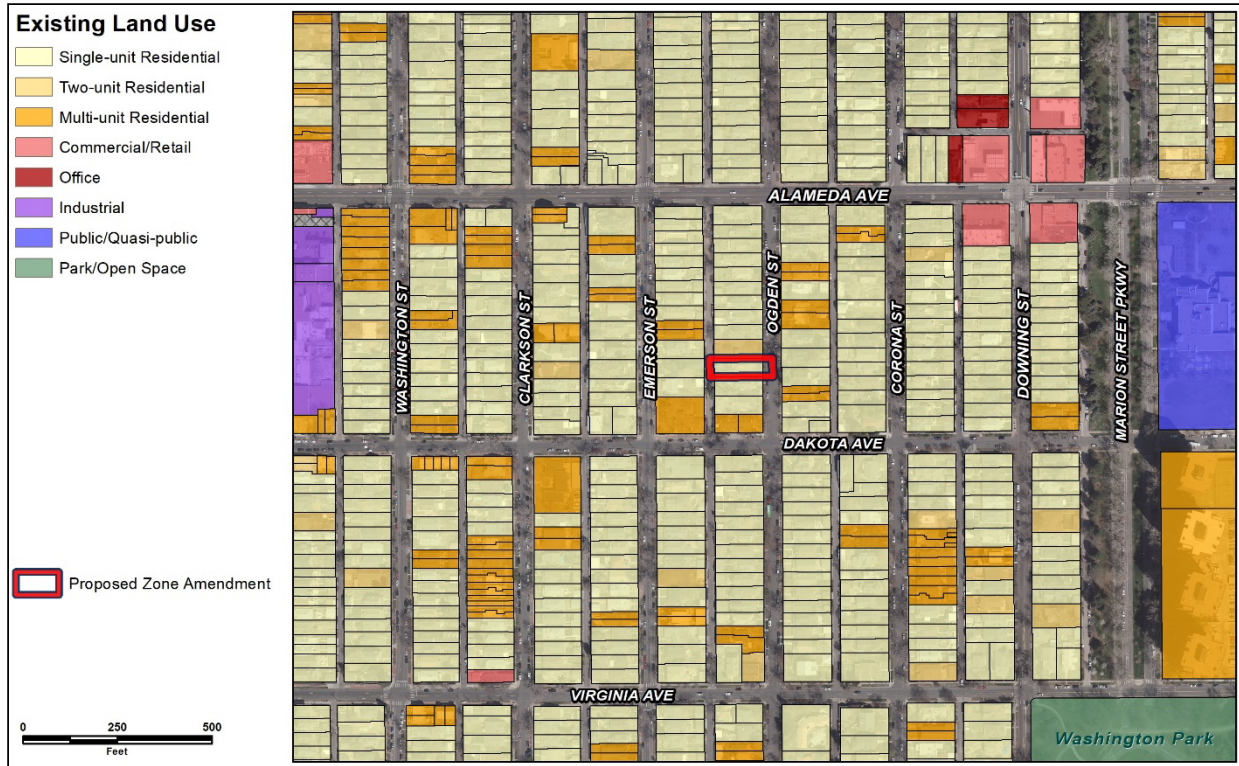 Existing Land Use
Single-unit Residential
Two-unit Residential
Multi-unit Residential
Commercial/Retail
Office
Industrial
Public/Quasi-public
Park/Open Space
Proposed Zone Amendment
0 250 500
Feet
ALAMEDA AVE
WASHINGTON ST
CLARKSON ST
EMERSON ST
OGDEN ST
CORONA ST
DOWNING ST
MARION STREET PKWY
DAKOTA AVE
VIRGINIA AVE
Washington Park